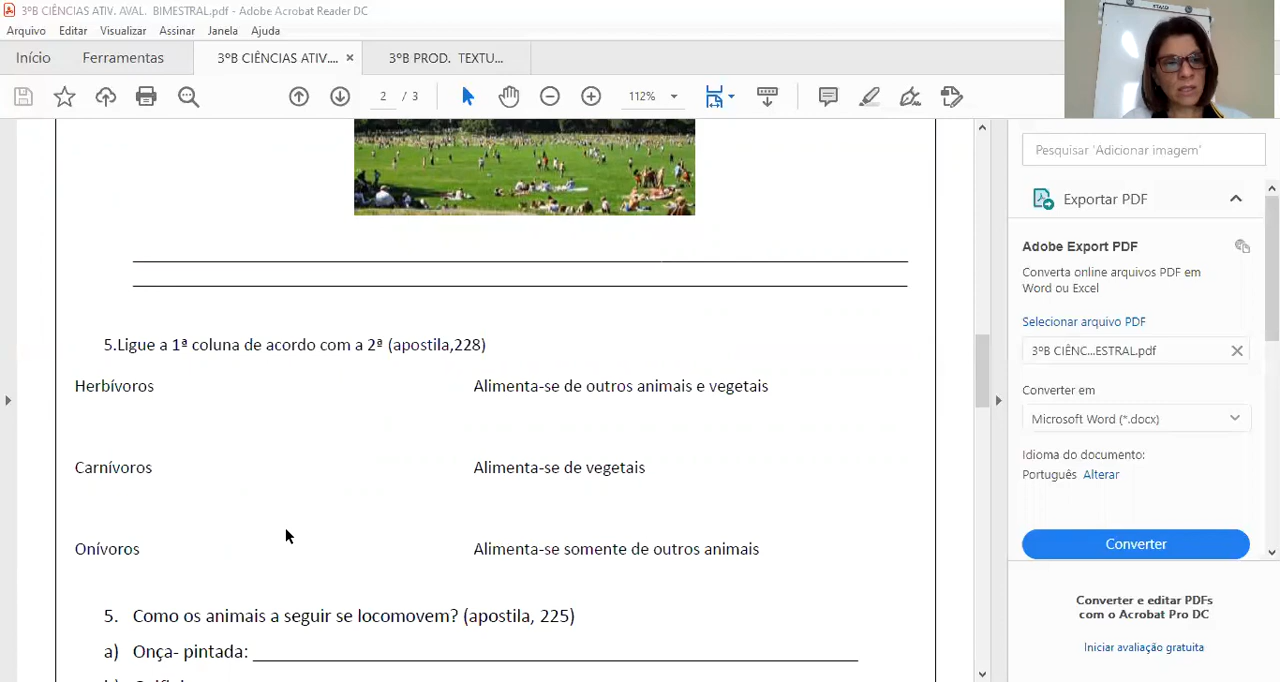 3ºB CIÊNCIAS ATIV. AVAL. BIMESTRAL.pdf - Adobe Acrobat Reader DC
Arquivo Editar Visualizar Assinar Janela Ajuda
Início Ferramentas 3ºB CIÊNCIAS ATIV.... × 3ºB PROD. TEXTU...
2 / 3 112%
Pesquisar 'Adicionar imagem'
Exportar PDF
Adobe Export PDF
Converta online arquivos PDF em
Word ou Excel
Selecionar arquivo PDF
3ºB CIÊNC...ESTRAL.pdf
Converter em
Microsoft Word (*.docx)
Idioma do documento:
Português Alterar
Converter
Converter e editar PDFs
com o Acrobat Pro DC
Iniciar avaliação gratuita
5.Ligue a 1ª coluna de acordo com a 2ª (apostila,228)
Herbívoros Alimenta-se de outros animais e vegetais
Carnívoros Alimenta-se de vegetais
Onívoros Alimenta-se somente de outros animais
5. Como os animais a seguir se locomovem? (apostila, 225)
a) Onça- pintada: